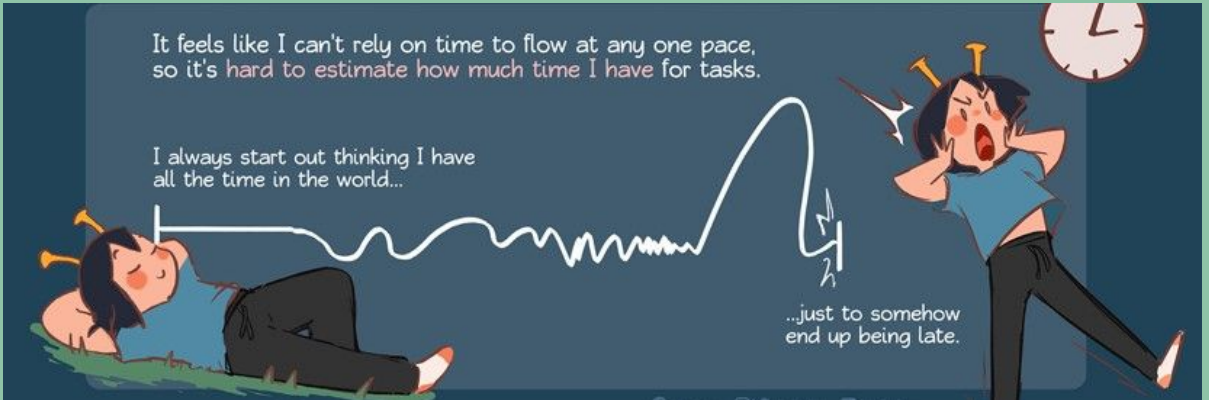 It feels like I can't rely on time to flow at any one pace,
so it's hard to estimate how much time I have for tasks.
I always start out thinking I have
all the time in the world...
...just to somehow
end up being late.